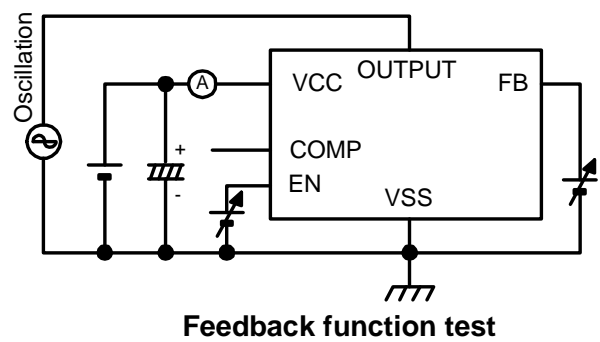 Oscillation
OUTPUT
A
VCC
FB
+
COMP
-
EN
VSS
Feedback function test